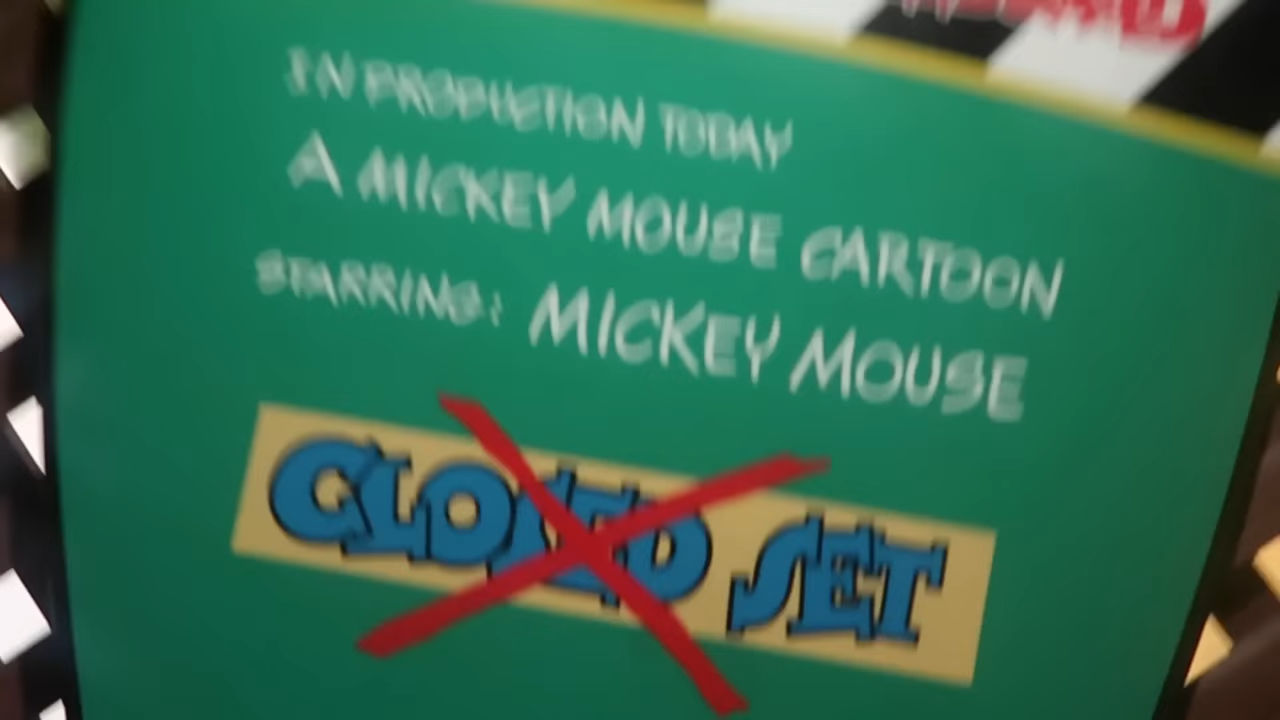 IN PRODUCTION TODAY
A MICKEY MOUSE CARTOON
STARRING: MICKEY MOUSE
CLOSED SET